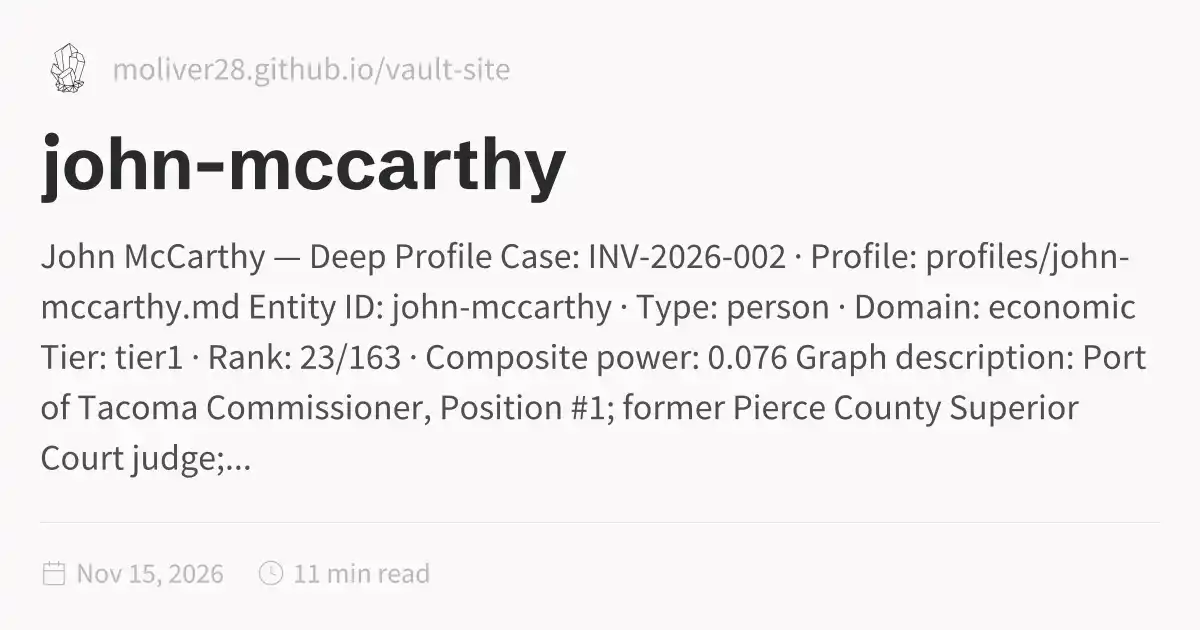 moliver28.github.io/vault-site
john-mccarthy
John McCarthy — Deep Profile Case: INV-2026-002 · Profile: profiles/john-
mccarthy.md Entity ID: john-mccarthy · Type: person · Domain: economic
Tier: tier1 · Rank: 23/163 · Composite power: 0.076 Graph description: Port
of Tacoma Commissioner, Position #1; former Pierce County Superior
Court judge;...
Nov 15, 2026 11 min read